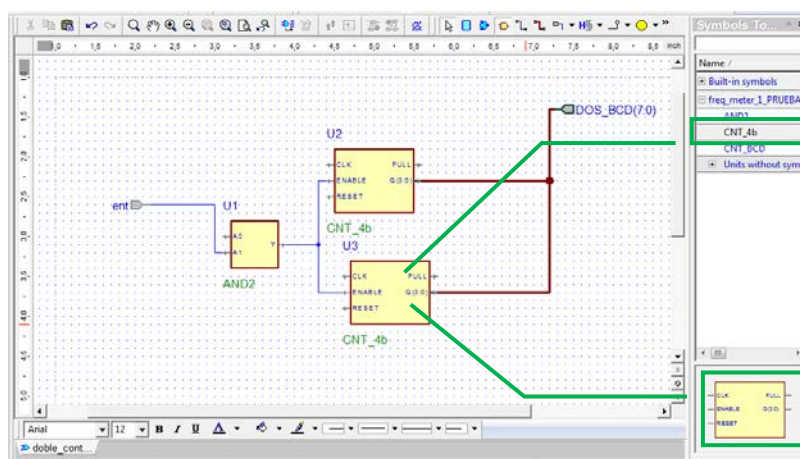 Symbols To...
1,0 1,5 2,0 2,5 3,0 3,5 4,0 4,5 5,0 5,5 6,0 6,5 7,0 7,5 8,0 8,5 inch
Name /
Built-in symbols
freq_meter_1_PRUEBA
AND2
CNT_4b
CNT_BCD
Units without sym
DOS_BCD(7:0)
U2
CLK FULL
ENABLE Q(3:0)
RESET
CNT_4b
ent
U1
A0
A1
Y
AND2
U3
CLK FULL
ENABLE Q(3:0)
RESET
CNT_4b
CLK FULL
ENABLE Q(3:0)
RESET
Arial 12 B I U A
doble_cont...